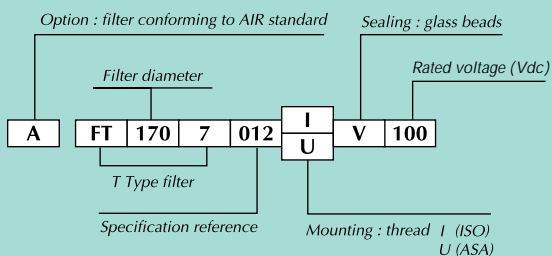 Option : filter conforming to AIR standard
Sealing : glass beads
Rated voltage (Vdc)
Filter diameter
A FT 170 7 012 I V 100
U
T Type filter
Specification reference
Mounting : thread I (ISO)
U (ASA)